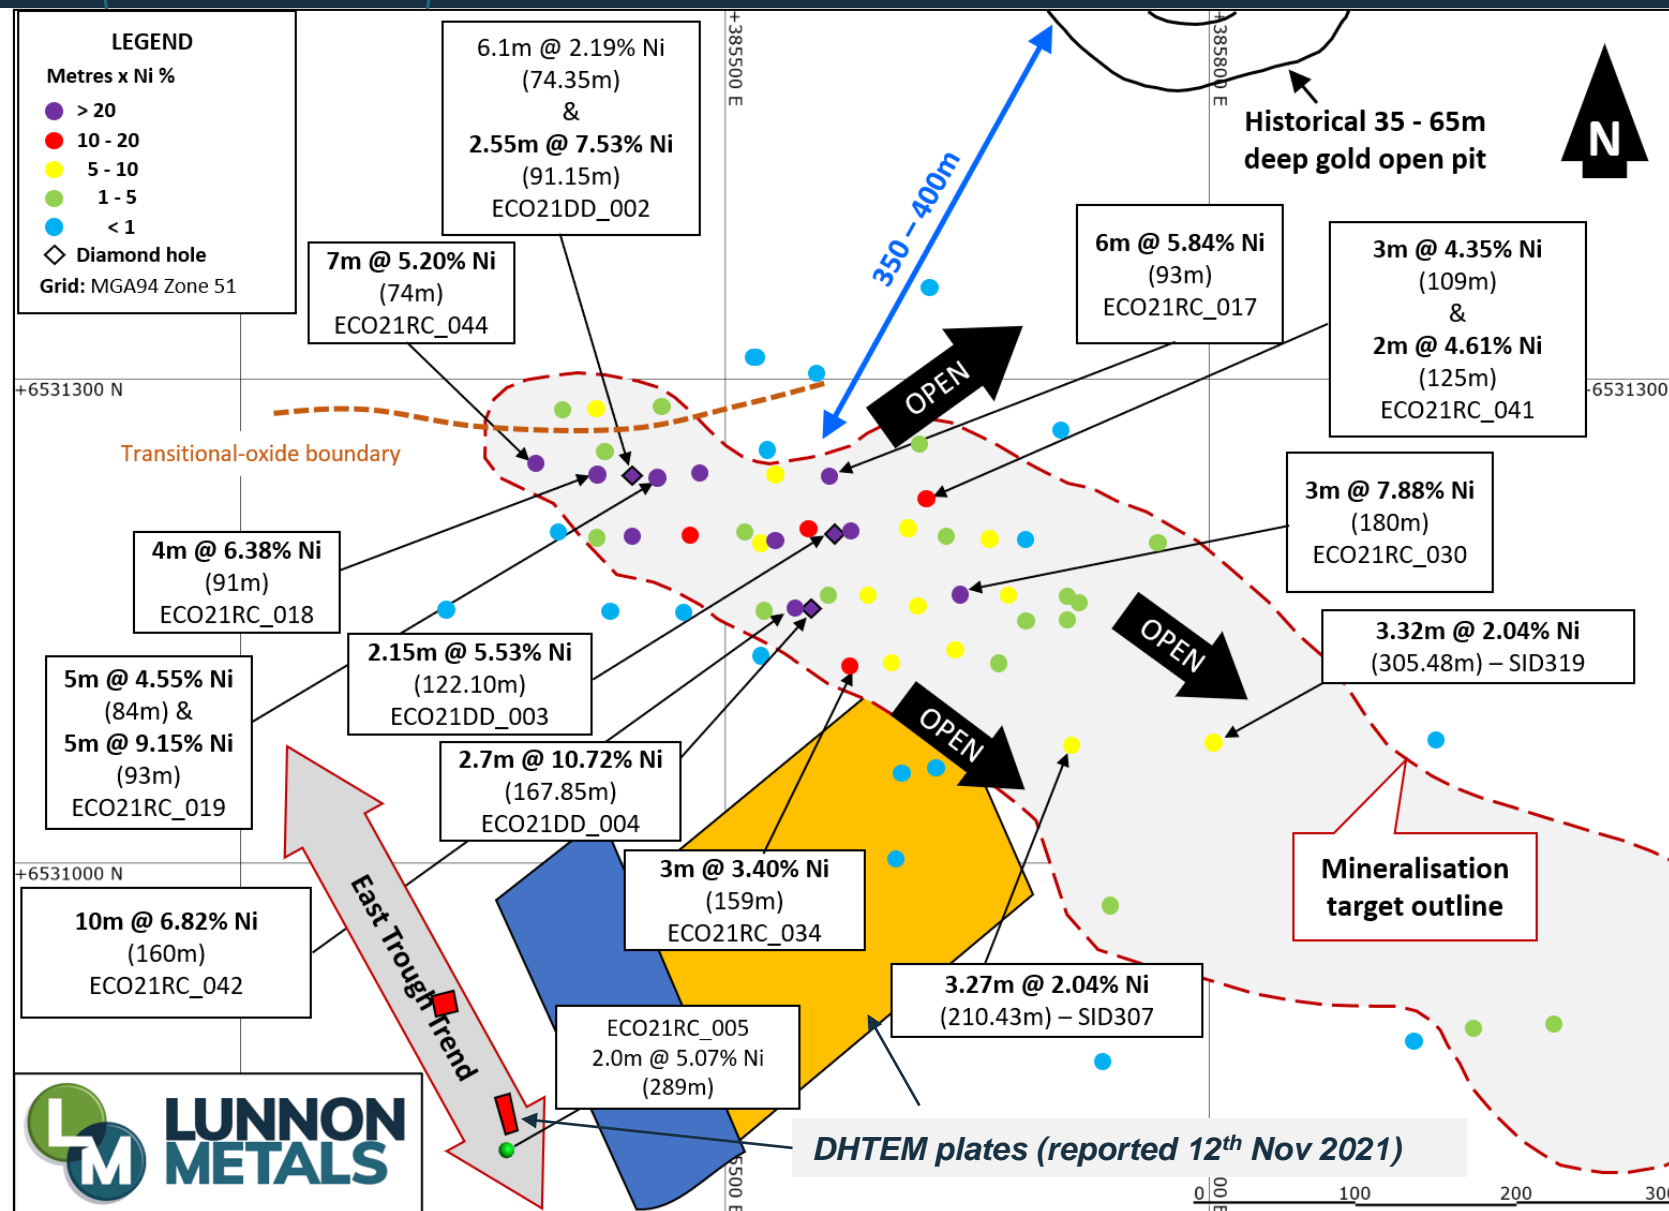 LEGEND
Metres x Ni %
> 20
10 - 20
5 - 10
1 - 5
< 1
Diamond hole
Grid: MGA94 Zone 51
6.1m @ 2.19% Ni
(74.35m)
&
2.55m @ 7.53% Ni
(91.15m)
ECO21DD_002
+385500 E
+385800 E
Historical 35 - 65m
deep gold open pit
N
350 – 400m
7m @ 5.20% Ni
(74m)
ECO21RC_044
6m @ 5.84% Ni
(93m)
ECO21RC_017
3m @ 4.35% Ni
(109m)
&
2m @ 4.61% Ni
(125m)
ECO21RC_041
+6531300 N
6531300
OPEN
Transitional-oxide boundary
3m @ 7.88% Ni
(180m)
ECO21RC_030
4m @ 6.38% Ni
(91m)
ECO21RC_018
OPEN
3.32m @ 2.04% Ni
(305.48m) – SID319
2.15m @ 5.53% Ni
(122.10m)
ECO21DD_003
5m @ 4.55% Ni
(84m) &
5m @ 9.15% Ni
(93m)
ECO21RC_019
OPEN
2.7m @ 10.72% Ni
(167.85m)
ECO21DD_004
+6531000 N
3m @ 3.40% Ni
(159m)
ECO21RC_034
Mineralisation
target outline
10m @ 6.82% Ni
(160m)
ECO21RC_042
East Trough Trend
3.27m @ 2.04% Ni
(210.43m) – SID307
ECO21RC_005
2.0m @ 5.07% Ni
(289m)
LM
LUNNON
METALS
DHTEM plates (reported 12th Nov 2021)
5500 E
0
100
200